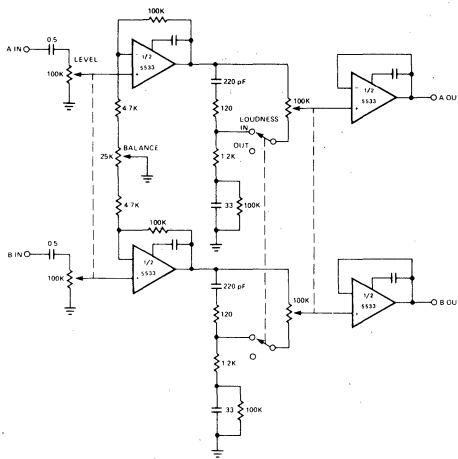 100K
0.5
A IN
LEVEL
100K
1/2
5533
4.7K
BALANCE
25K
4.7K
220 pF
120
LOUDNESS
IN
OUT
1.2K
33
100K
100K
1/2
5533
A OUT
100K
0.5
B IN
100K
1/2
5533
220 pF
120
1.2K
33
100K
100K
1/2
5533
B OUT